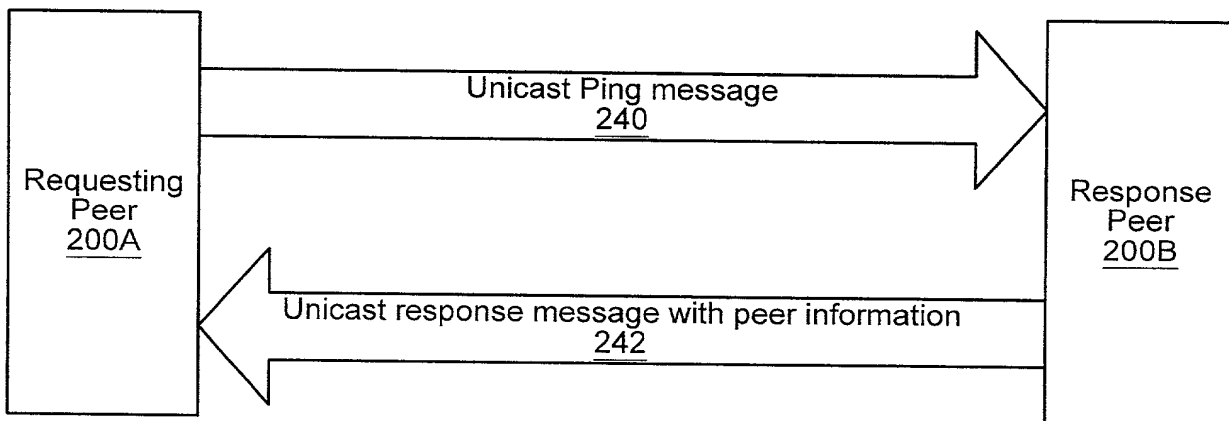 Requesting
Peer
200A
Unicast Ping message
240
Unicast response message with peer information
242
Response
Peer
200B